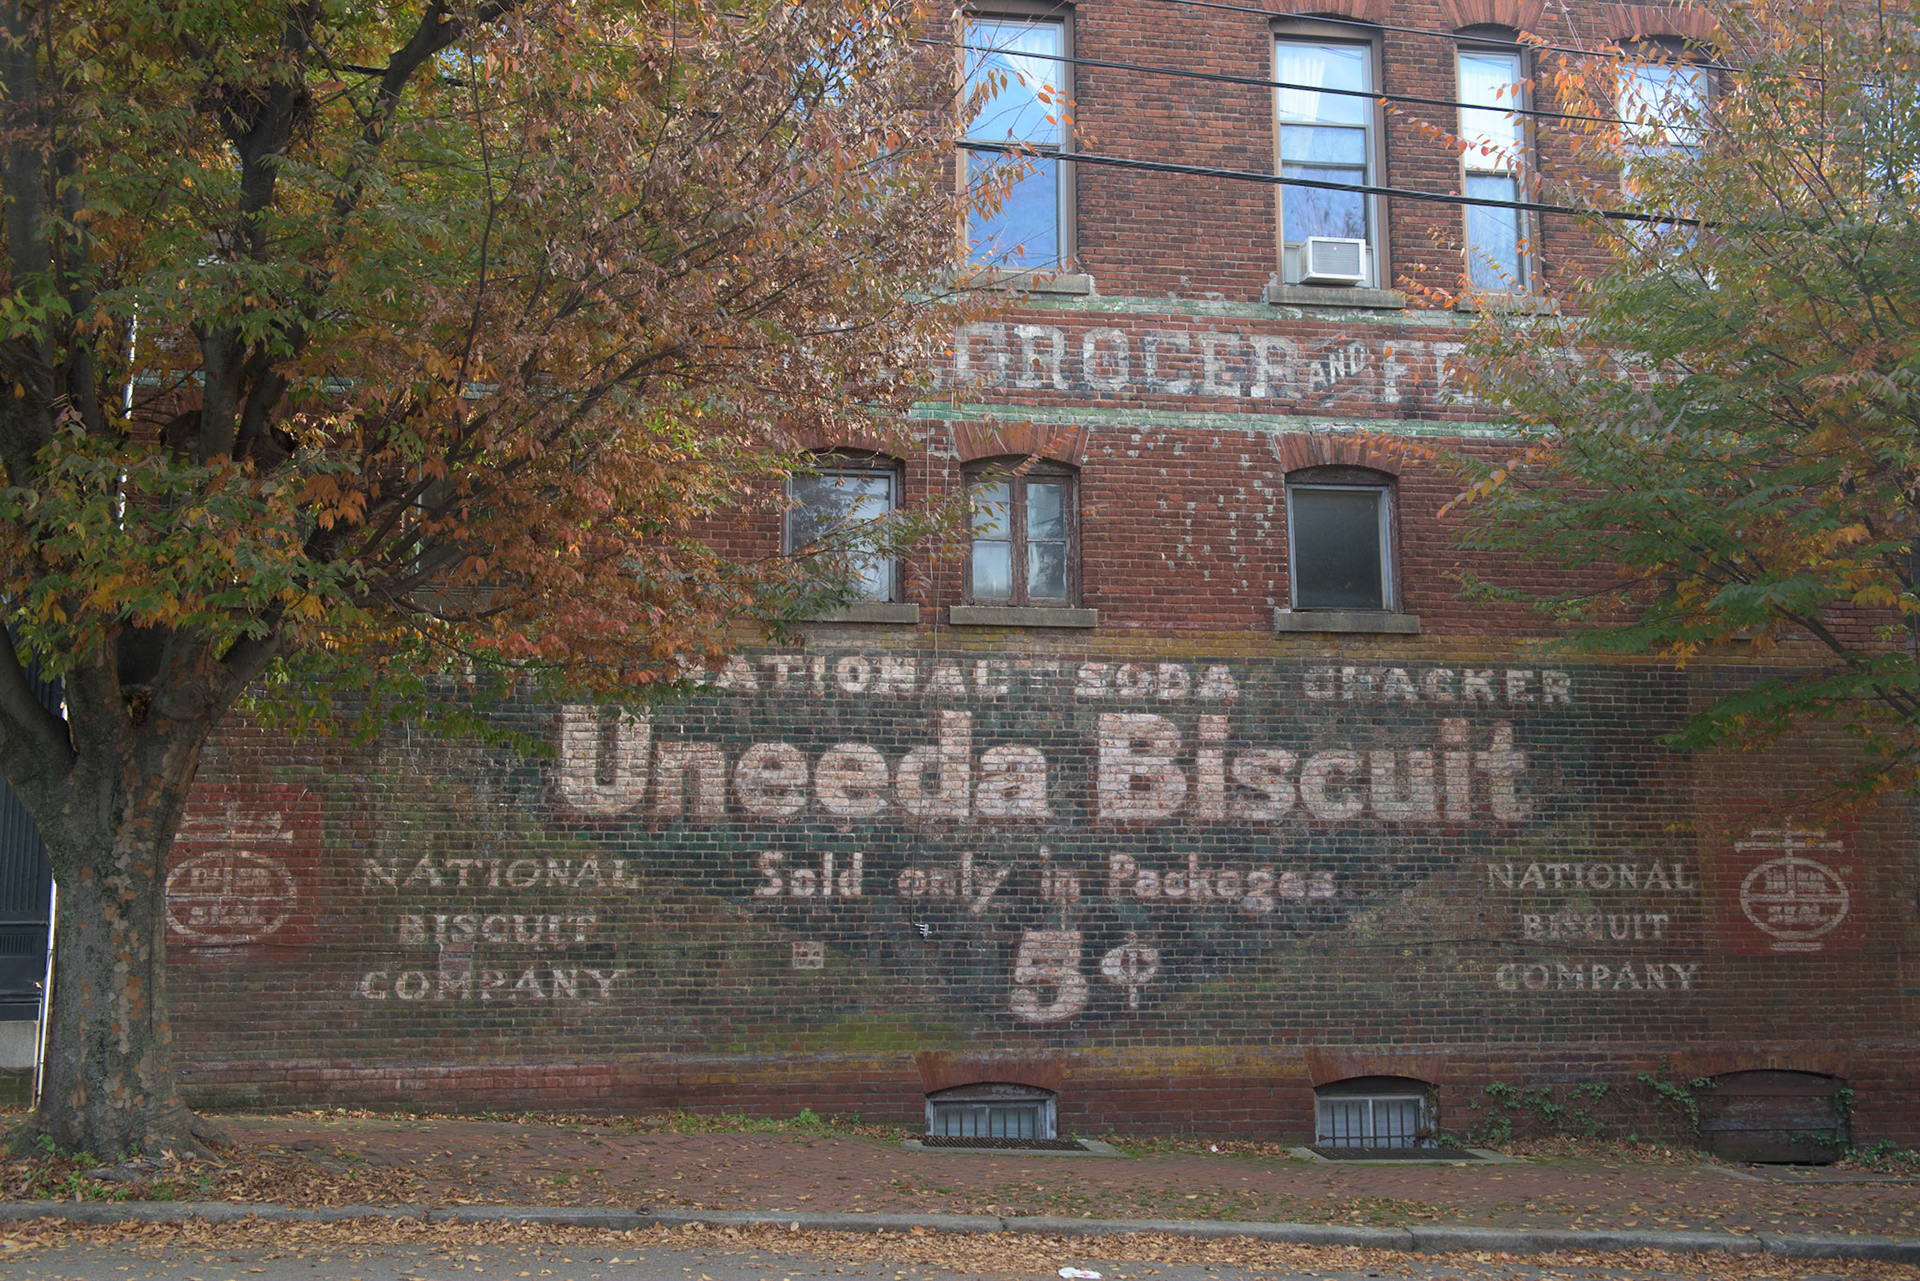 GROCER AND
NATIONAL SODA CRACKER
Uneeda Biscuit
Sold only in Packages
5¢
NATIONAL
BISCUIT
COMPANY
NATIONAL
BISCUIT
COMPANY